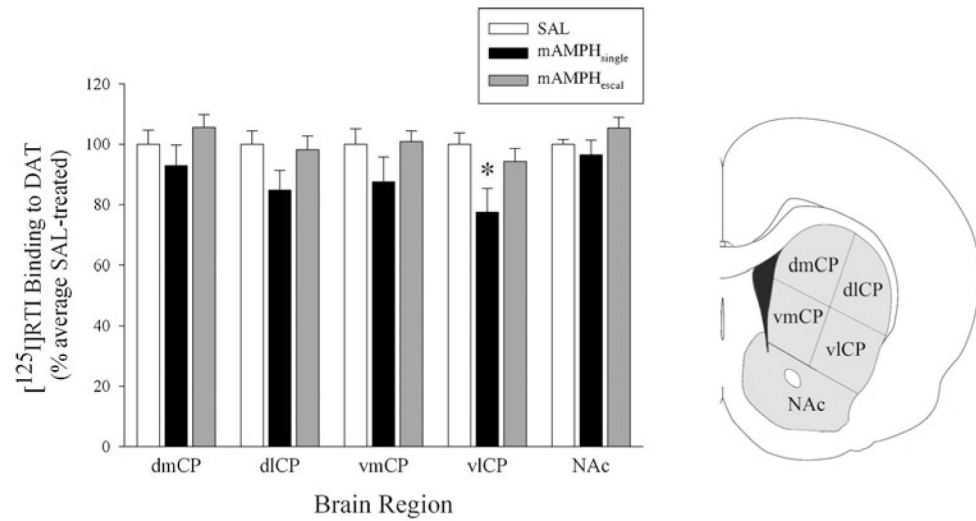 SAL
mAMPHsingle
mAMPHescal
[125I]RTI Binding to DAT
(% average SAL-treated)
120
100
80
60
40
20
0
*
dmCP dlCP vmCP vlCP NAc
Brain Region
dmCP
dlCP
vmCP
vlCP
NAc